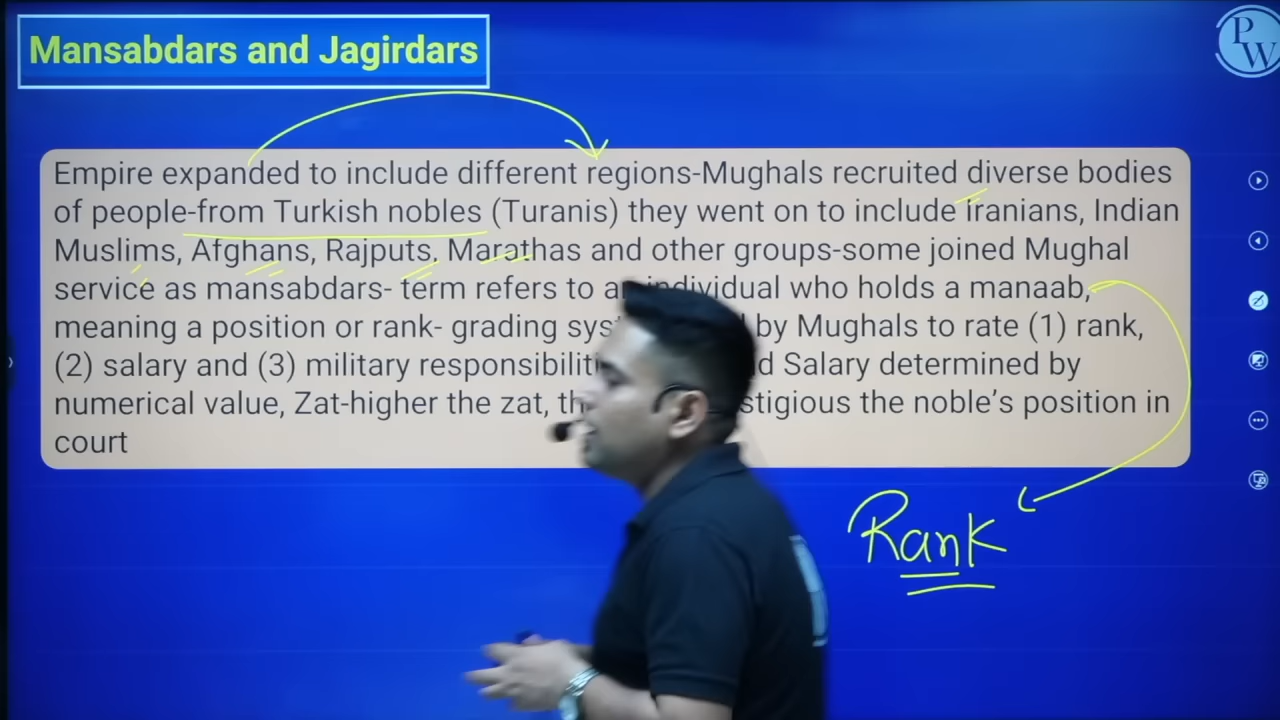 Mansabdars and Jagirdars
PW
Empire expanded to include different regions-Mughals recruited diverse bodies
of people-from Turkish nobles (Turanis) they went on to include Iranians, Indian
Muslims, Afghans, Rajputs, Marathas and other groups-some joined Mughal
service as mansabdars- term refers to an individual who holds a manaab,
meaning a position or rank- grading by Mughals to rate (1) rank,
(2) salary and (3) military Salary determined by
numerical value, Zat-higher the zat, the noble's position in
court
Rank